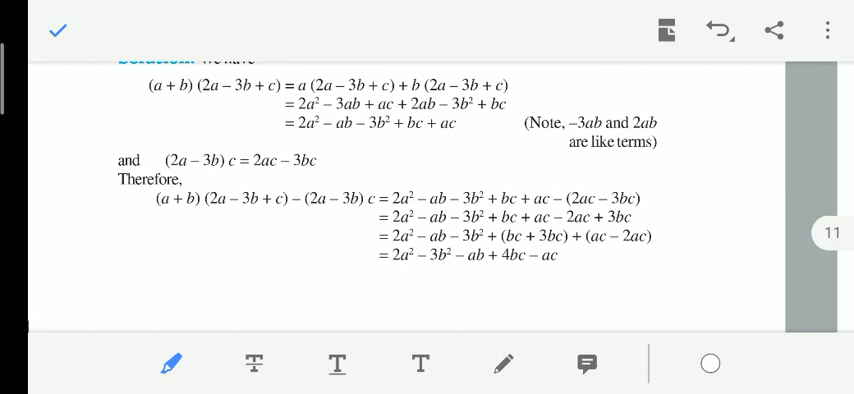 (a + b) (2a – 3b + c) = a (2a – 3b + c) + b (2a – 3b + c)
= 2a² – 3ab + ac + 2ab – 3b² + bc
= 2a² – ab – 3b² + bc + ac (Note, –3ab and 2ab
are like terms)
and (2a – 3b) c = 2ac – 3bc
Therefore,
(a + b) (2a – 3b + c) – (2a – 3b) c = 2a² – ab – 3b² + bc + ac – (2ac – 3bc)
= 2a² – ab – 3b² + bc + ac – 2ac + 3bc
= 2a² – ab – 3b² + (bc + 3bc) + (ac – 2ac)
= 2a² – 3b² – ab + 4bc – ac
11